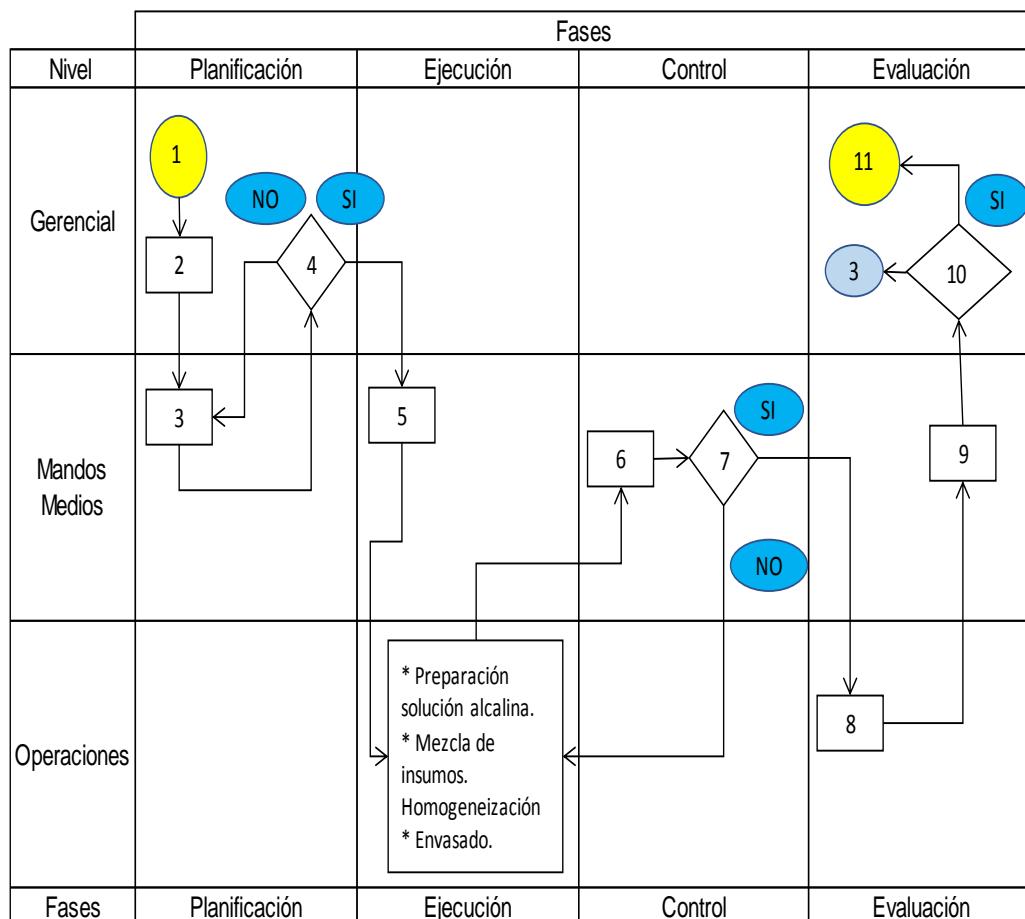 Fases
Nivel Planificación Ejecución Control Evaluación
Gerencial
1
NO SI
2
4
11
SI
3
10
Mandos
Medios
3
5
6
7
SI
NO
9
Operaciones
* Preparación
solución alcalina.
* Mezcla de
insumos.
Homogeneización
* Envasado.
8
Fases Planificación Ejecución Control Evaluación